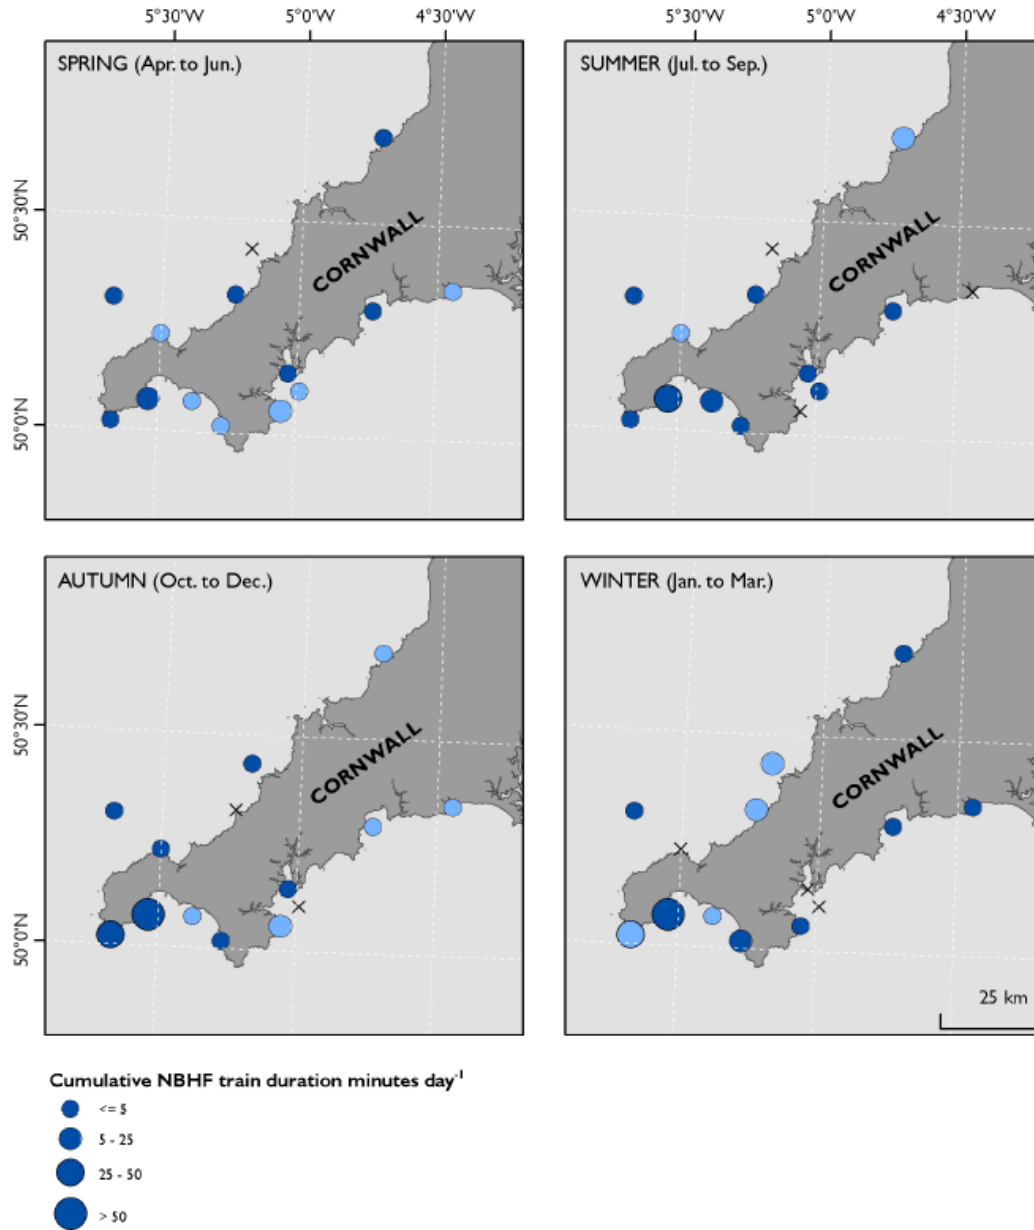 5°30'W 5°0'W 4°30'W 5°30'W 5°0'W 4°30'W
SPRING (Apr. to Jun.)
SUMMER (Jul. to Sep.)
50°30'N
CORNWALL
CORNWALL
50°0'N
AUTUMN (Oct. to Dec.)
WINTER (Jan. to Mar.)
50°30'N
CORNWALL
CORNWALL
50°0'N
25 km
Cumulative NBHF train duration minutes day-1
<= 5
5 - 25
25 - 50
> 50